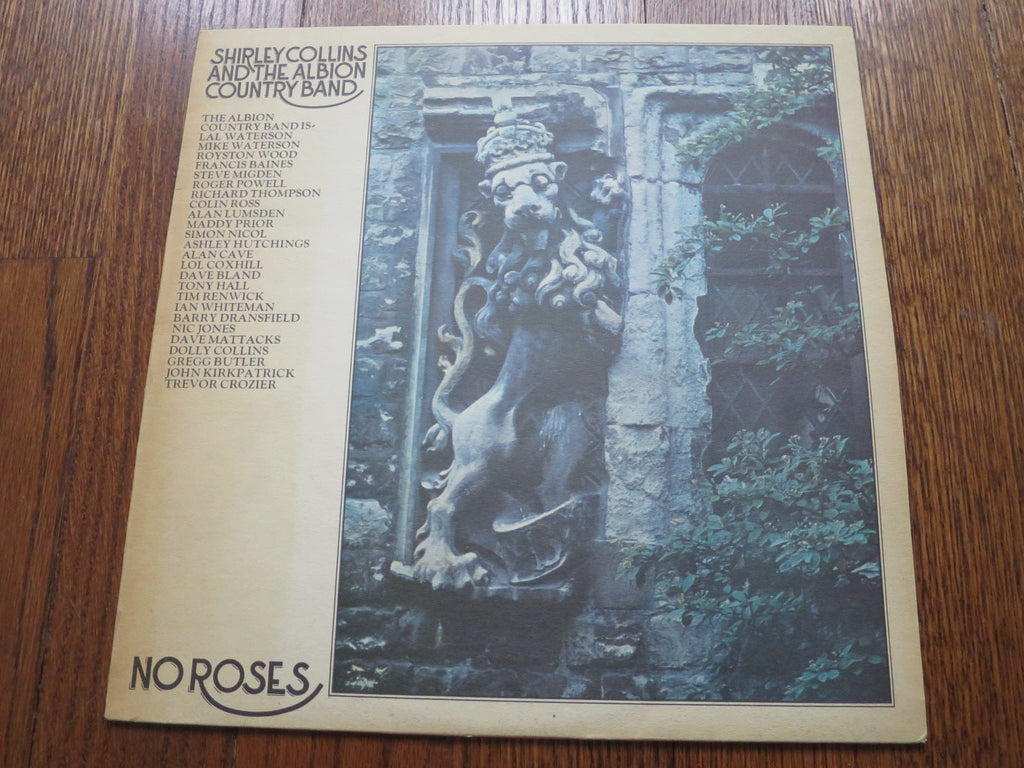 SHIRLEY COLLINS
AND THE ALBION
COUNTRY BAND
THE ALBION
COUNTRY BAND IS-
LAL WATERSON
MIKE WATERSON
ROYSTON WOOD
FRANCIS BAINES
STEVE MIGDEN
ROGER POWELL
RICHARD THOMPSON
COLIN ROSS
ALAN LUMSDEN
MADDY PRIOR
SIMON NICOL
ASHLEY HUTCHINGS
ALAN CAVE
LOL COXHILL
DAVE BLAND
TONY HALL
TIM RENWICK
IAN WHITEMAN
BARRY DRANSFIELD
NIC JONES
DAVE MATTACKS
DOLLY COLLINS
GREGG BUTLER
JOHN KIRKPATRICK
TREVOR CROZIER
NO ROSES